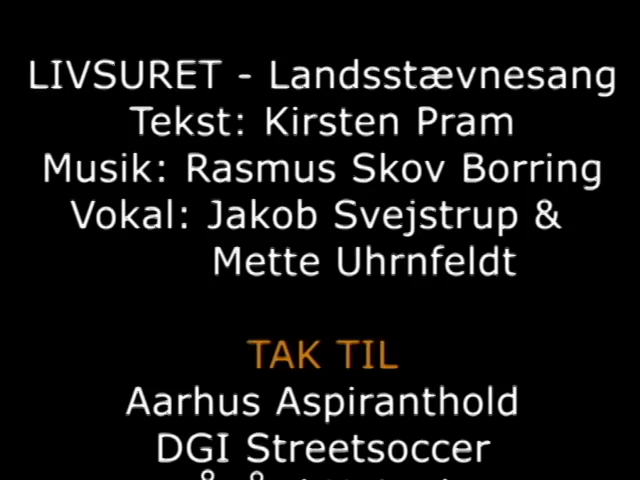 LIVSURET - Landsstævnesang
Tekst: Kirsten Pram
Musik: Rasmus Skov Borring
Vokal: Jakob Svejstrup &
Mette Uhrnfeldt
TAK TIL
Aarhus Aspiranthold
DGI Streetsoccer